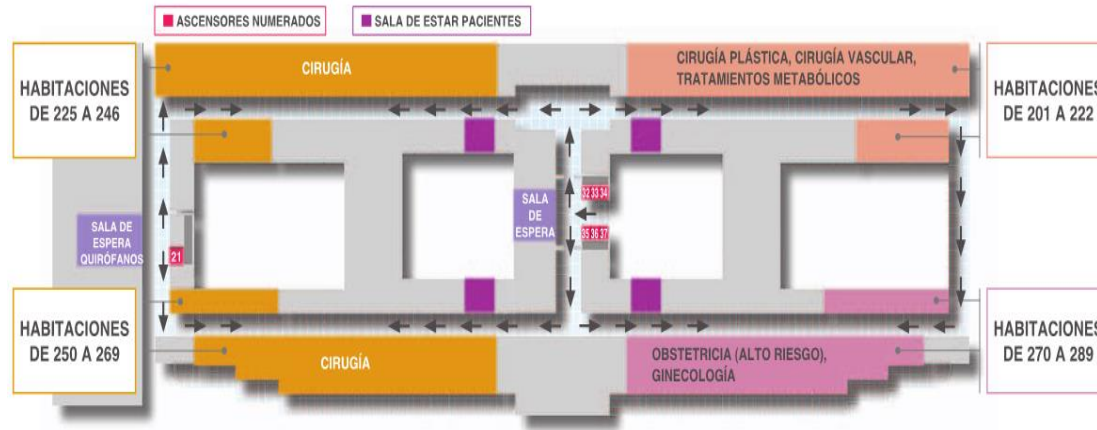 ASCENSORES NUMERADOS
SALA DE ESTAR PACIENTES
HABITACIONES
DE 225 A 246
CIRUGÍA
CIRUGÍA PLÁSTICA, CIRUGÍA VASCULAR,
TRATAMIENTOS METABÓLICOS
HABITACIONES
DE 201 A 222
32 33 34
SALA
DE
ESPERA
35 36 37
SALA DE
ESPERA
QUIRÓFANOS
21
HABITACIONES
DE 250 A 269
CIRUGÍA
OBSTETRICIA (ALTO RIESGO),
GINECOLOGÍA
HABITACIONES
DE 270 A 289